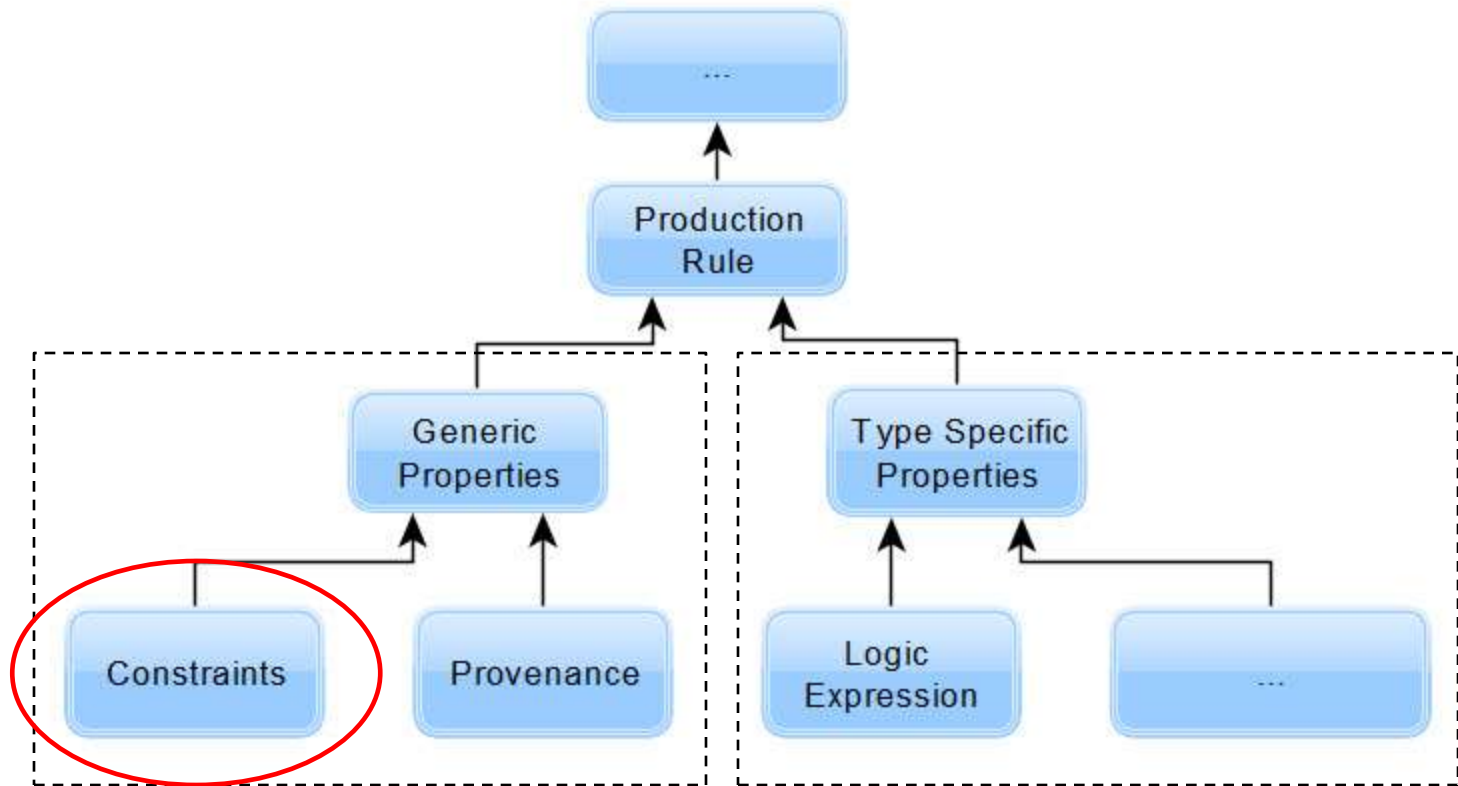 ...
Production
Rule
Generic
Properties
Type Specific
Properties
Constraints
Provenance
Logic
Expression
...